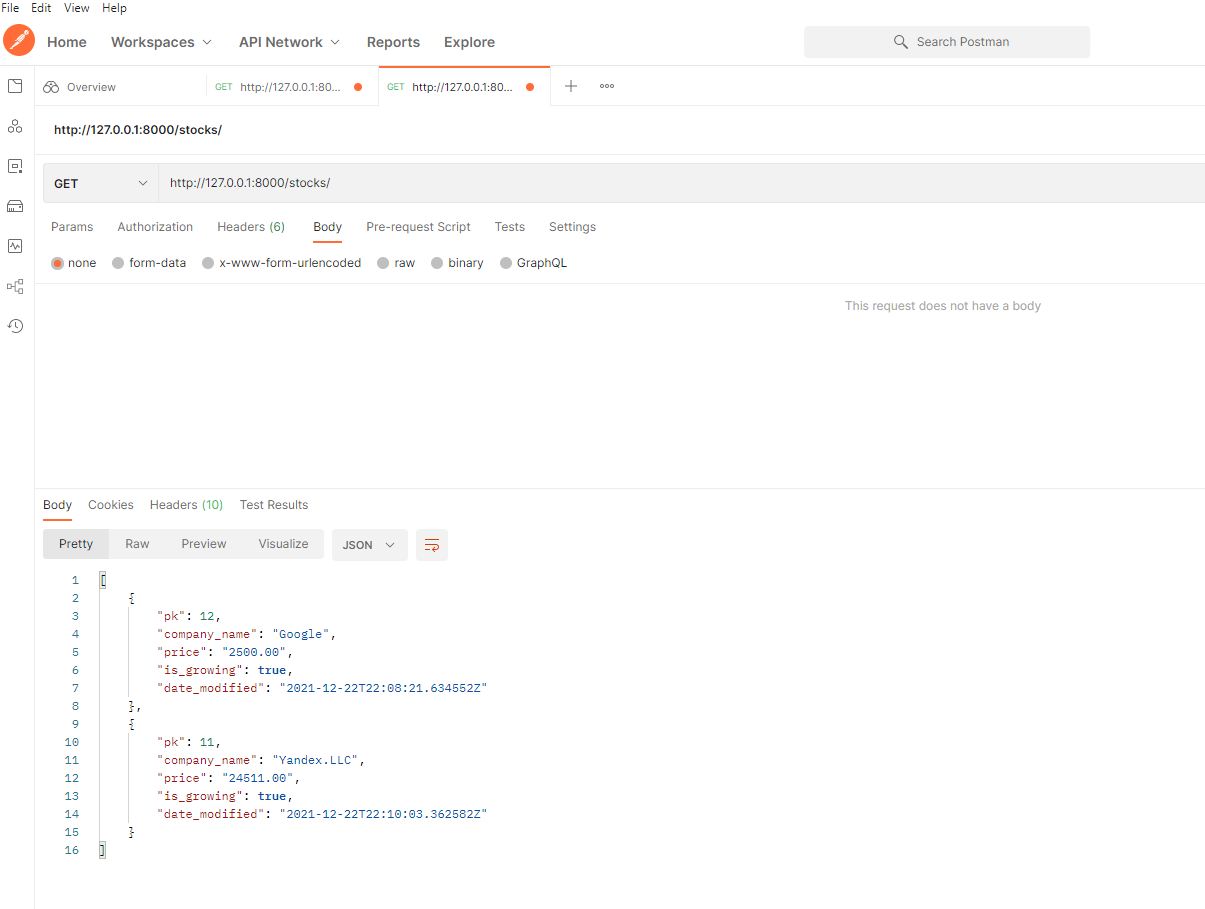 File Edit View Help
Home Workspaces API Network Reports Explore Search Postman
Overview GET http://127.0.0.1:80... GET http://127.0.0.1:80...
http://127.0.0.1:8000/stocks/
GET http://127.0.0.1:8000/stocks/
Params Authorization Headers (6) Body Pre-request Script Tests Settings
none form-data x-www-form-urlencoded raw binary GraphQL
This request does not have a body
Body Cookies Headers (10) Test Results
Pretty Raw Preview Visualize JSON
1 [
2 {
3 "pk": 12,
4 "company_name": "Google",
5 "price": "2500.00",
6 "is_growing": true,
7 "date_modified": "2021-12-22T22:08:21.634552Z"
8 },
9 {
10 "pk": 11,
11 "company_name": "Yandex.LLC",
12 "price": "24511.00",
13 "is_growing": true,
14 "date_modified": "2021-12-22T22:10:03.362582Z"
15 }
16 ]